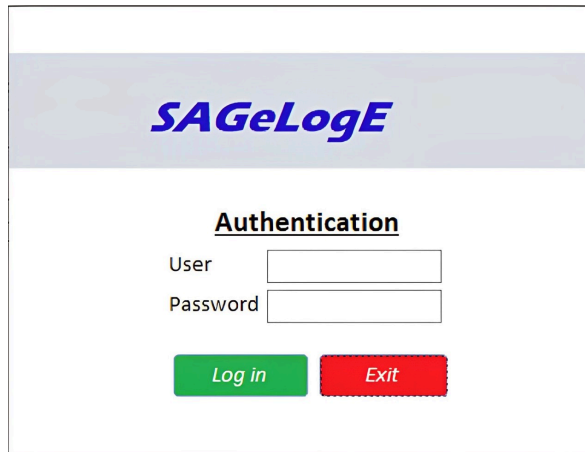 SAGeLogE
Authentication
User
Password
Log in
Exit